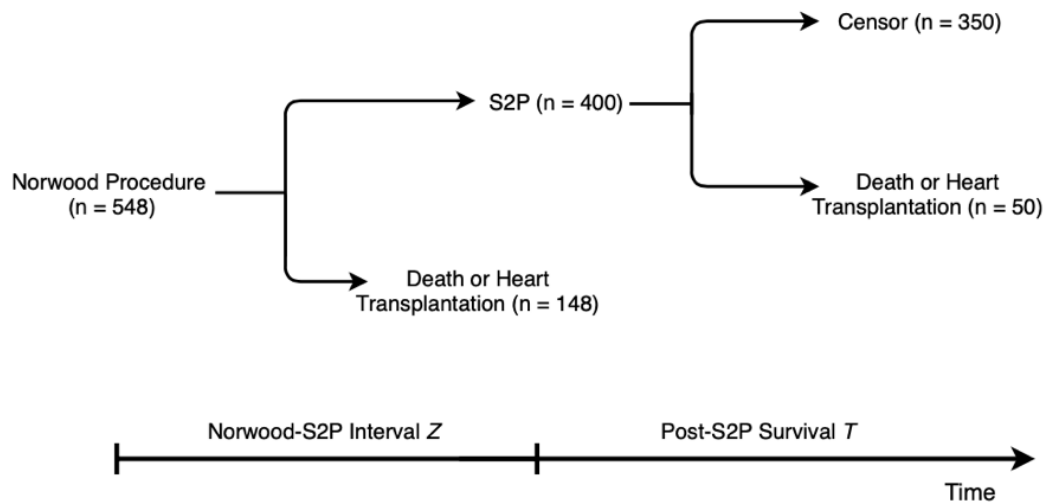 Censor (n = 350)
S2P (n = 400)
Norwood Procedure
(n = 548)
Death or Heart
Transplantation (n = 50)
Death or Heart
Transplantation (n = 148)
Norwood-S2P Interval Z
Post-S2P Survival T
Time